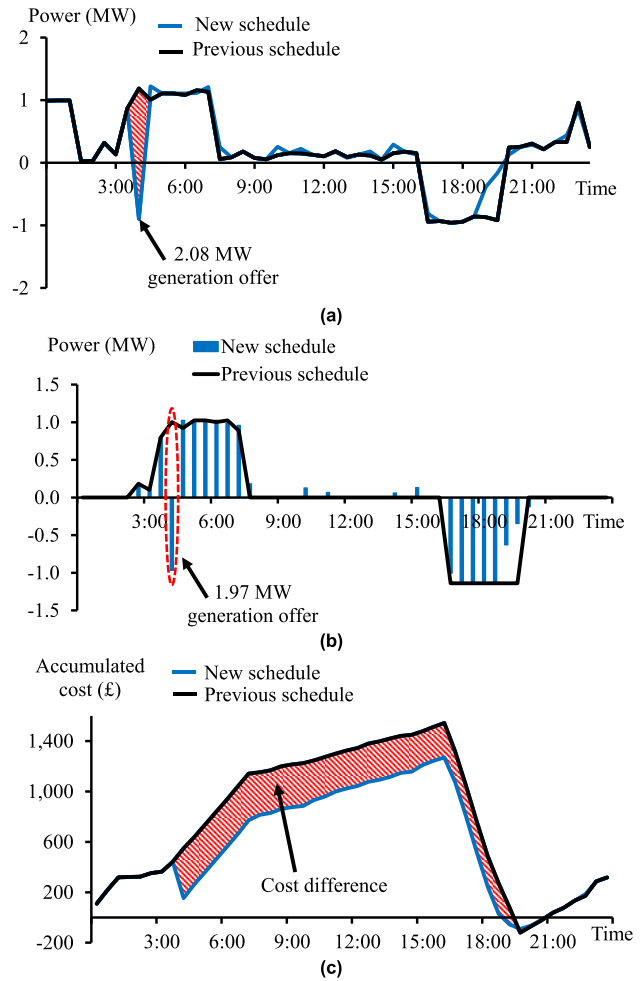 Power (MW)
New schedule
Previous schedule
2
1
0
-1
-2
3:00 6:00 9:00 12:00 15:00 18:00 21:00 Time
2.08 MW
generation offer
(a)
Power (MW)
New schedule
Previous schedule
1.5
1.0
0.5
0.0
-0.5
-1.0
-1.5
3:00 6:00 9:00 12:00 15:00 18:00 21:00 Time
1.97 MW
generation offer
(b)
Accumulated
cost (£)
New schedule
Previous schedule
1,400
1,000
600
200
-200
Cost difference
3:00 6:00 9:00 12:00 15:00 18:00 21:00 Time
(c)